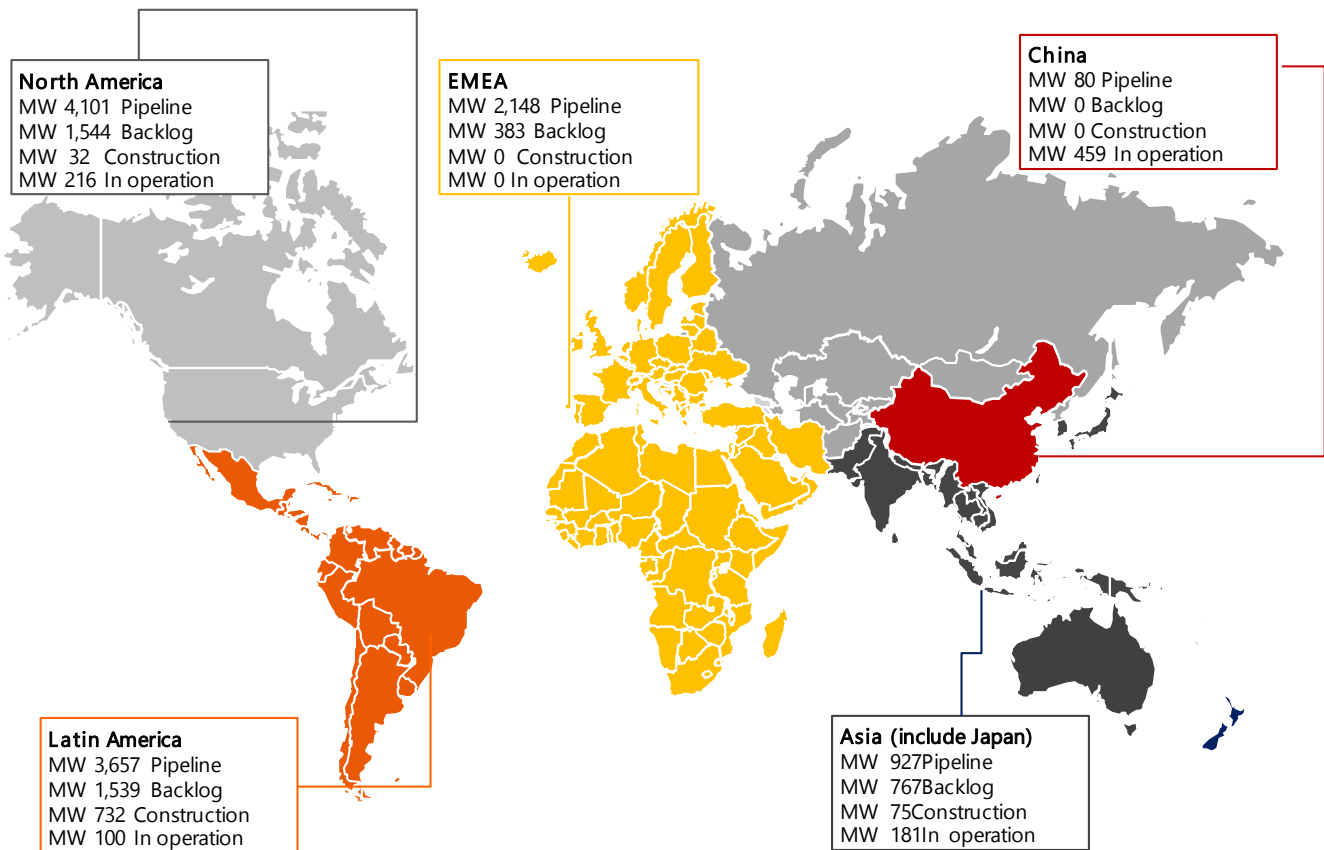 North America
MW 4,101 Pipeline
MW 1,544 Backlog
MW 32 Construction
MW 216 In operation
EMEA
MW 2,148 Pipeline
MW 383 Backlog
MW 0 Construction
MW 0 In operation
China
MW 80 Pipeline
MW 0 Backlog
MW 0 Construction
MW 459 In operation
Latin America
MW 3,657 Pipeline
MW 1,539 Backlog
MW 732 Construction
MW 100 In operation
Asia (include Japan)
MW 927Pipeline
MW 767Backlog
MW 75Construction
MW 181In operation